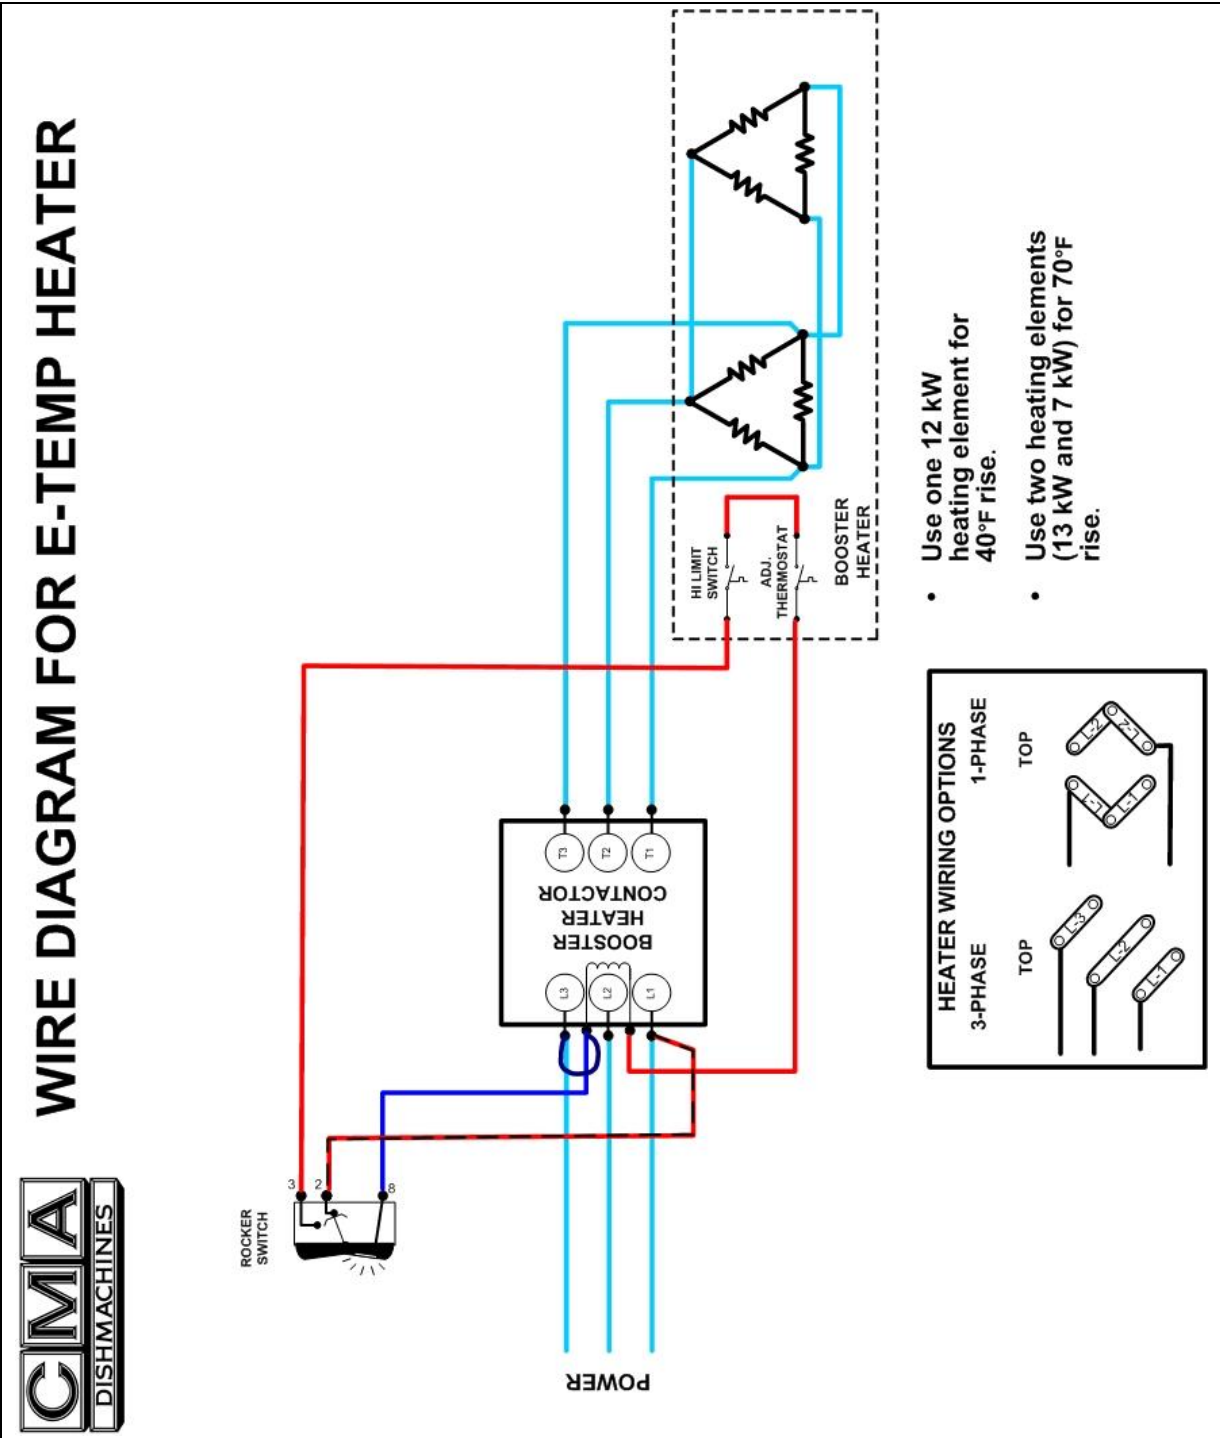 WIRE DIAGRAM FOR E-TEMP HEATER
CMA
DISHMACHINES
ROCKER
SWITCH
3
2
8
POWER
BOOSTER
HEATER
CONTACTOR
L3
L2
L1
T3
T2
T1
HI LIMIT
SWITCH
ADJ.
THERMOSTAT
BOOSTER
HEATER
HEATER WIRING OPTIONS
3-PHASE
1-PHASE
TOP
TOP
L-3
L-2
L-1
L-1
L-1
L-2
L-2
• Use one 12 kW
heating element for
40°F rise.
• Use two heating elements
(13 kW and 7 kW) for 70°F
rise.